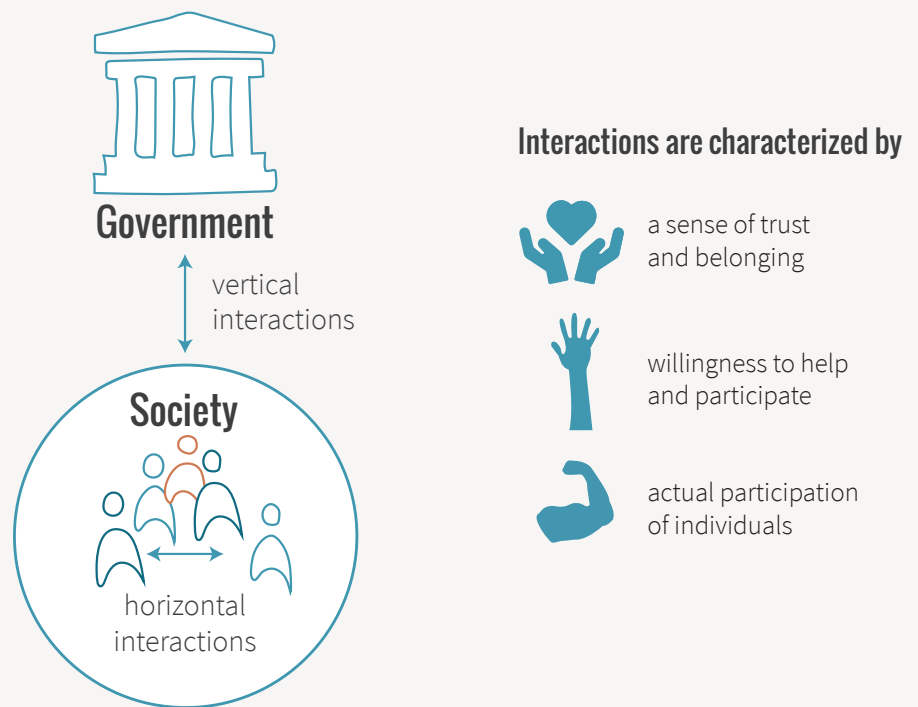 Government
vertical
interactions
Society
horizontal
interactions
Interactions are characterized by
a sense of trust
and belonging
willingness to help
and participate
actual participation
of individuals